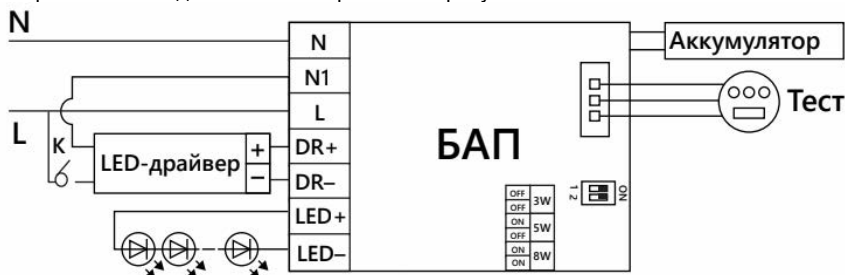 N
N
Аккумулятор
N1
L
Тест
L
К
LED-драйвер
+
−
DR+
DR−
БАП
LED+
LED−
OFF
OFF
3W
ON
OFF
5W
ON
ON
8W
1 2
ON